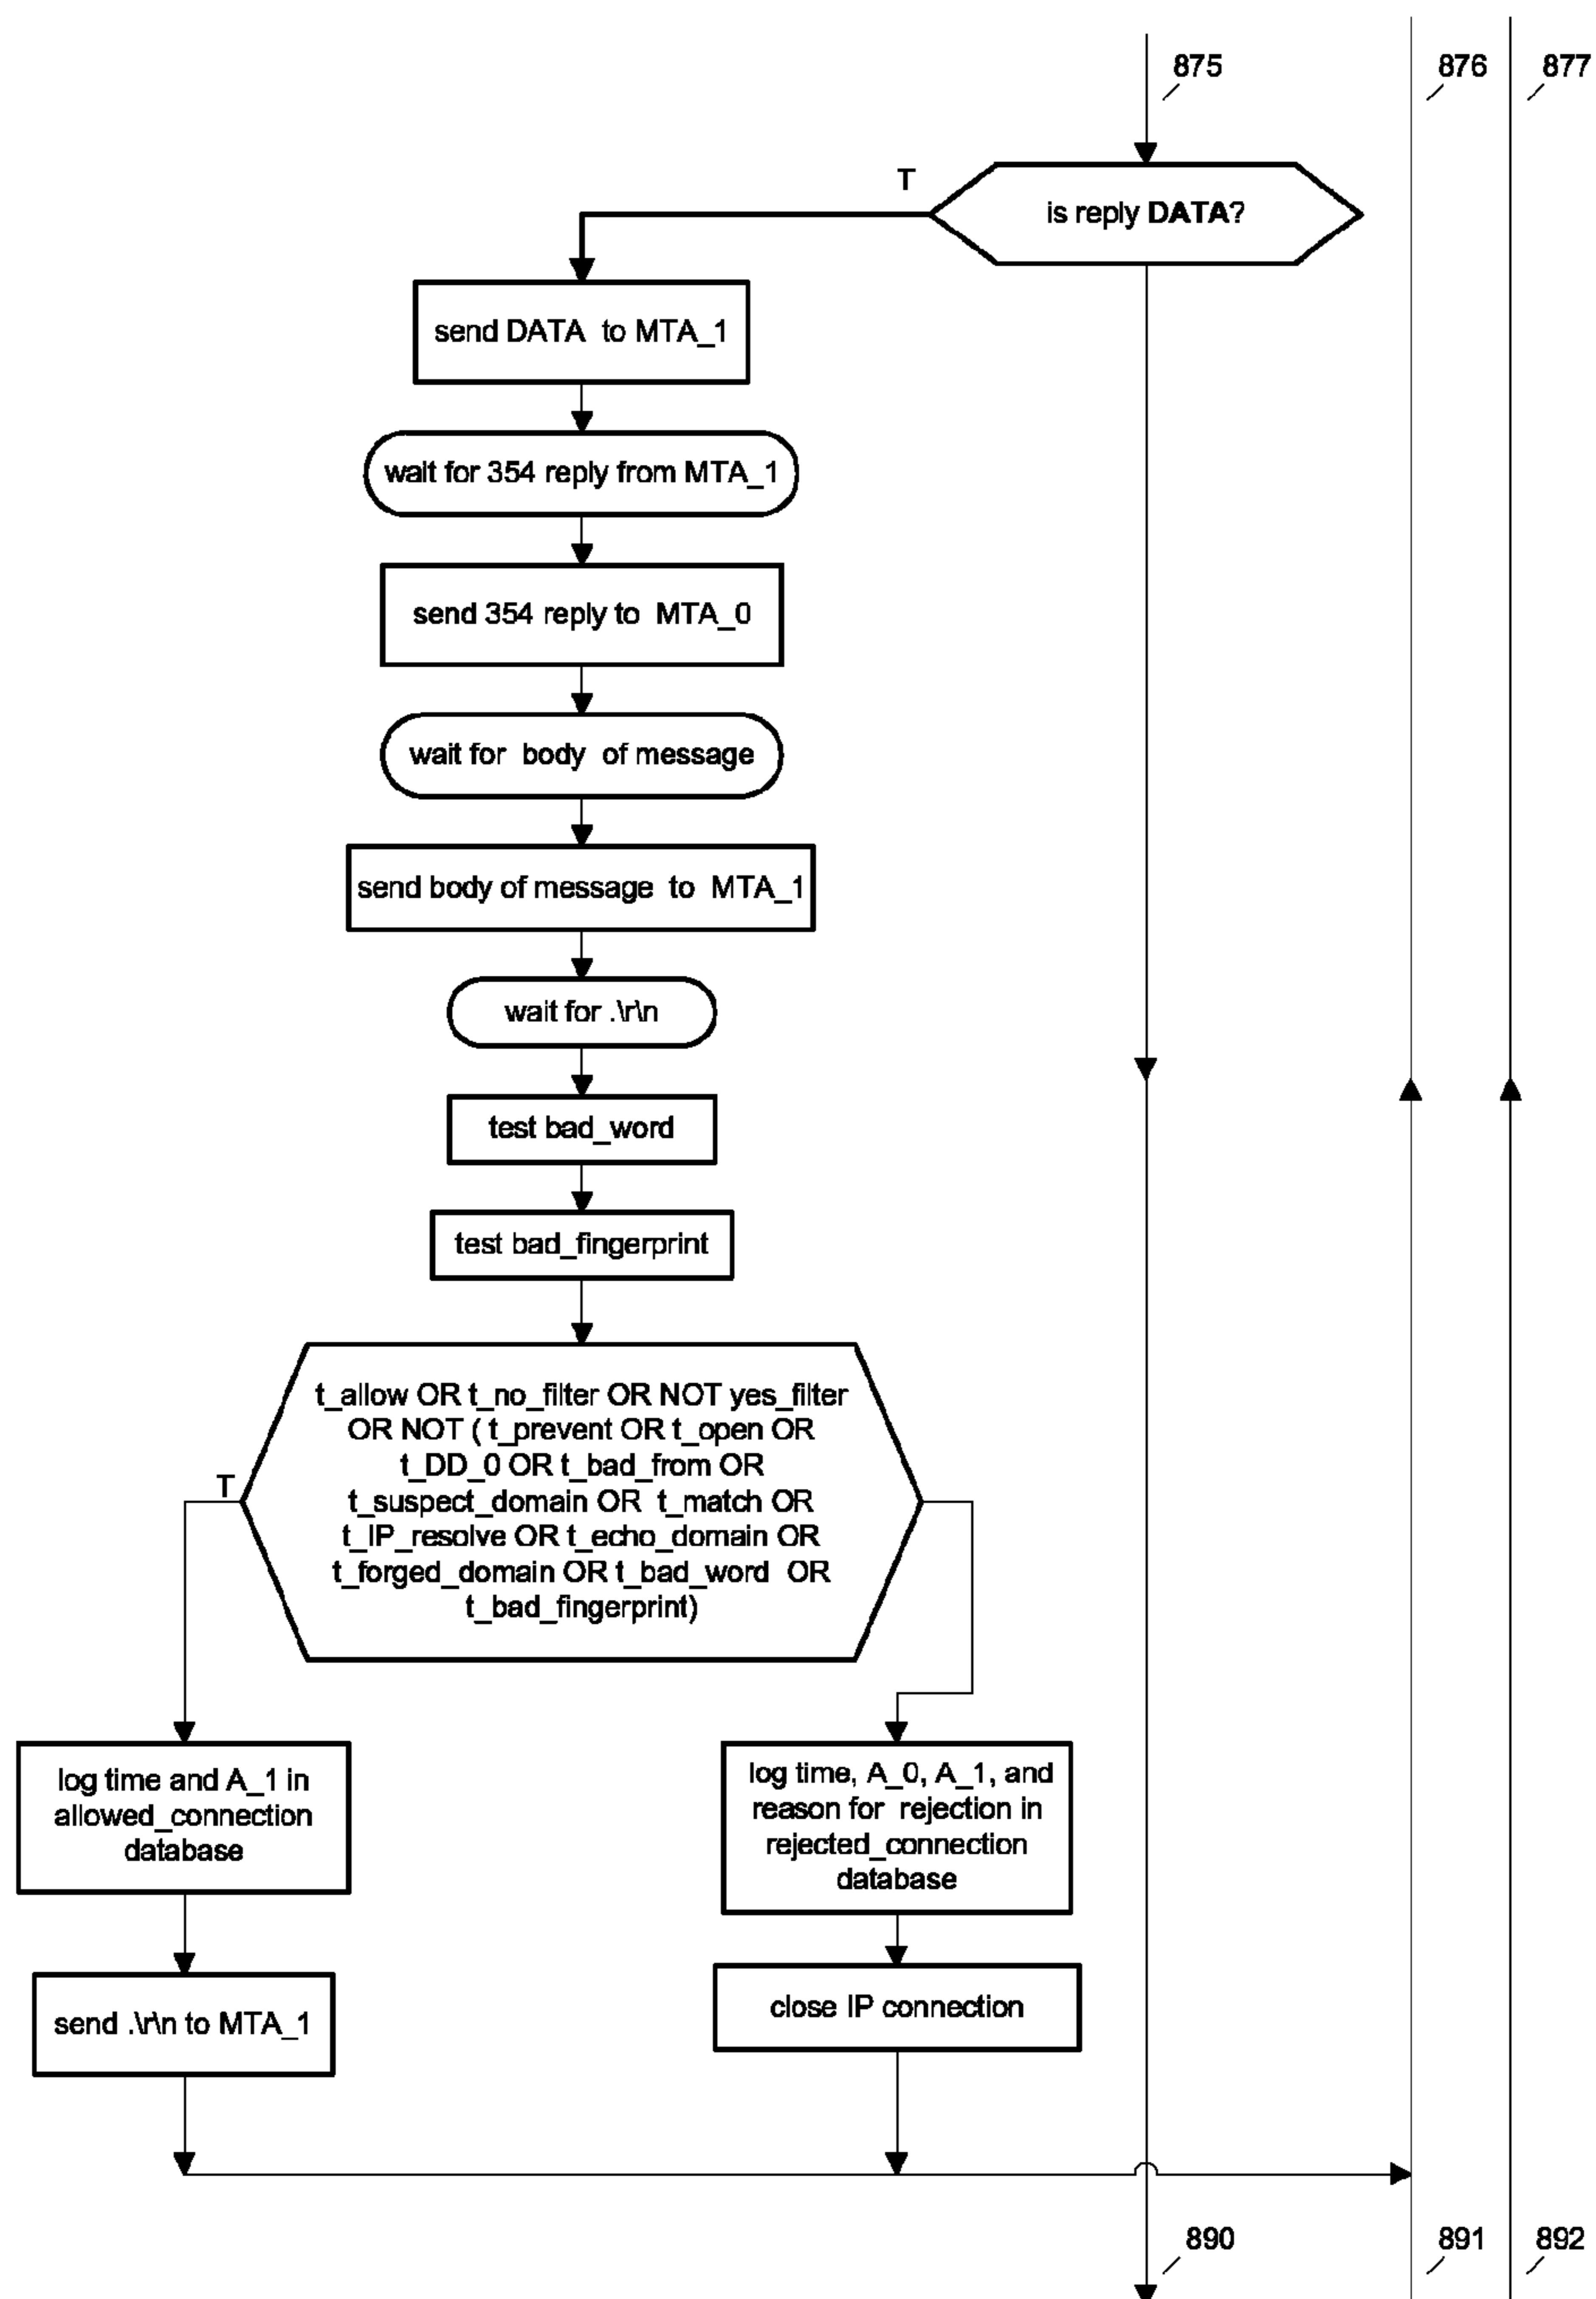 875
876
877
T
is reply DATA?
send DATA to MTA_1
wait for 354 reply from MTA_1
send 354 reply to MTA_0
wait for body of message
send body of message to MTA_1
wait for .\r\n
test bad_word
test bad_fingerprint
t_allow OR t_no_filter OR NOT yes_filter
OR NOT ( t_prevent OR t_open OR
t_DD_0 OR t_bad_from OR
t_suspect_domain OR t_match OR
t_IP_resolve OR t_echo_domain OR
t_forged_domain OR t_bad_word OR
t_bad_fingerprint)
T
log time and A_1 in
allowed_connection
database
send .\r\n to MTA_1
log time, A_0, A_1, and
reason for rejection in
rejected_connection
database
close IP connection
890
891
892